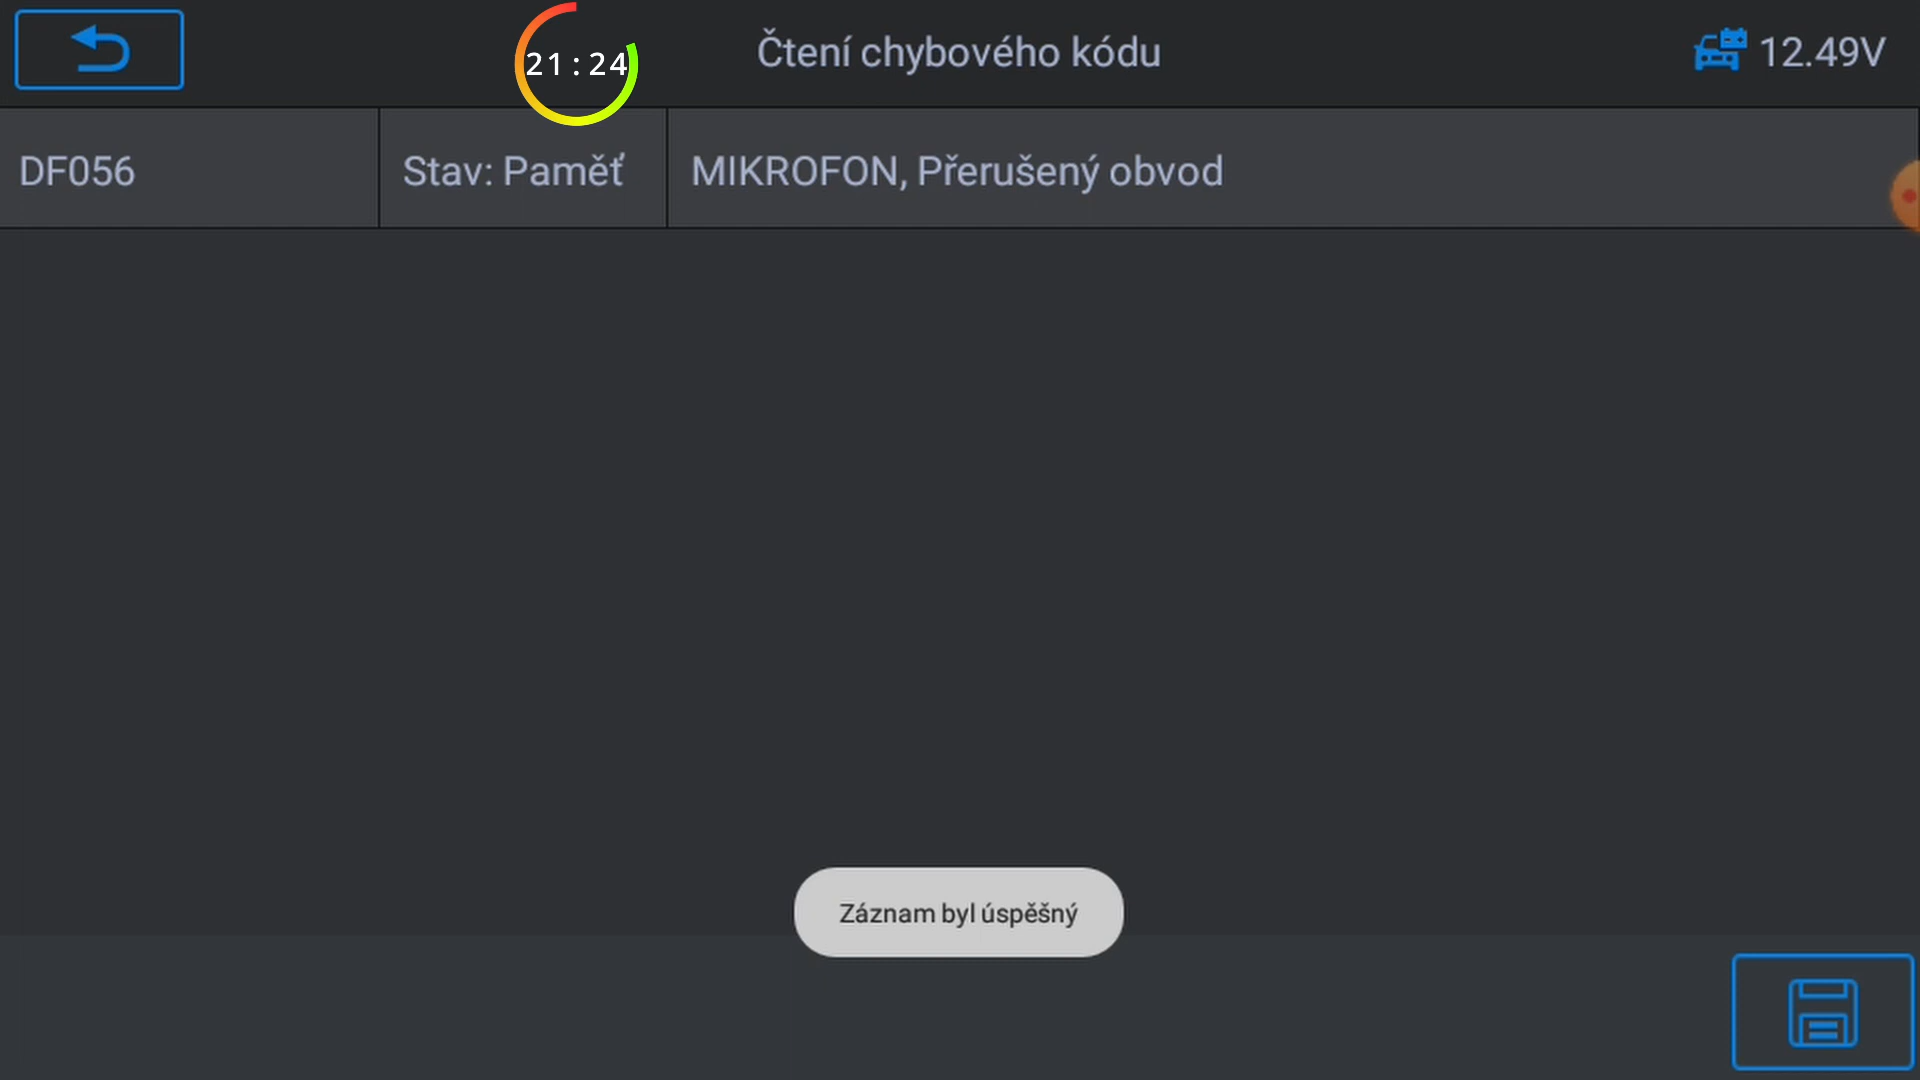 21:24
Čtení chybového kódu
12.49V
DF056
Stav: Paměť
MIKROFON, Přerušený obvod
Záznam byl úspěšný